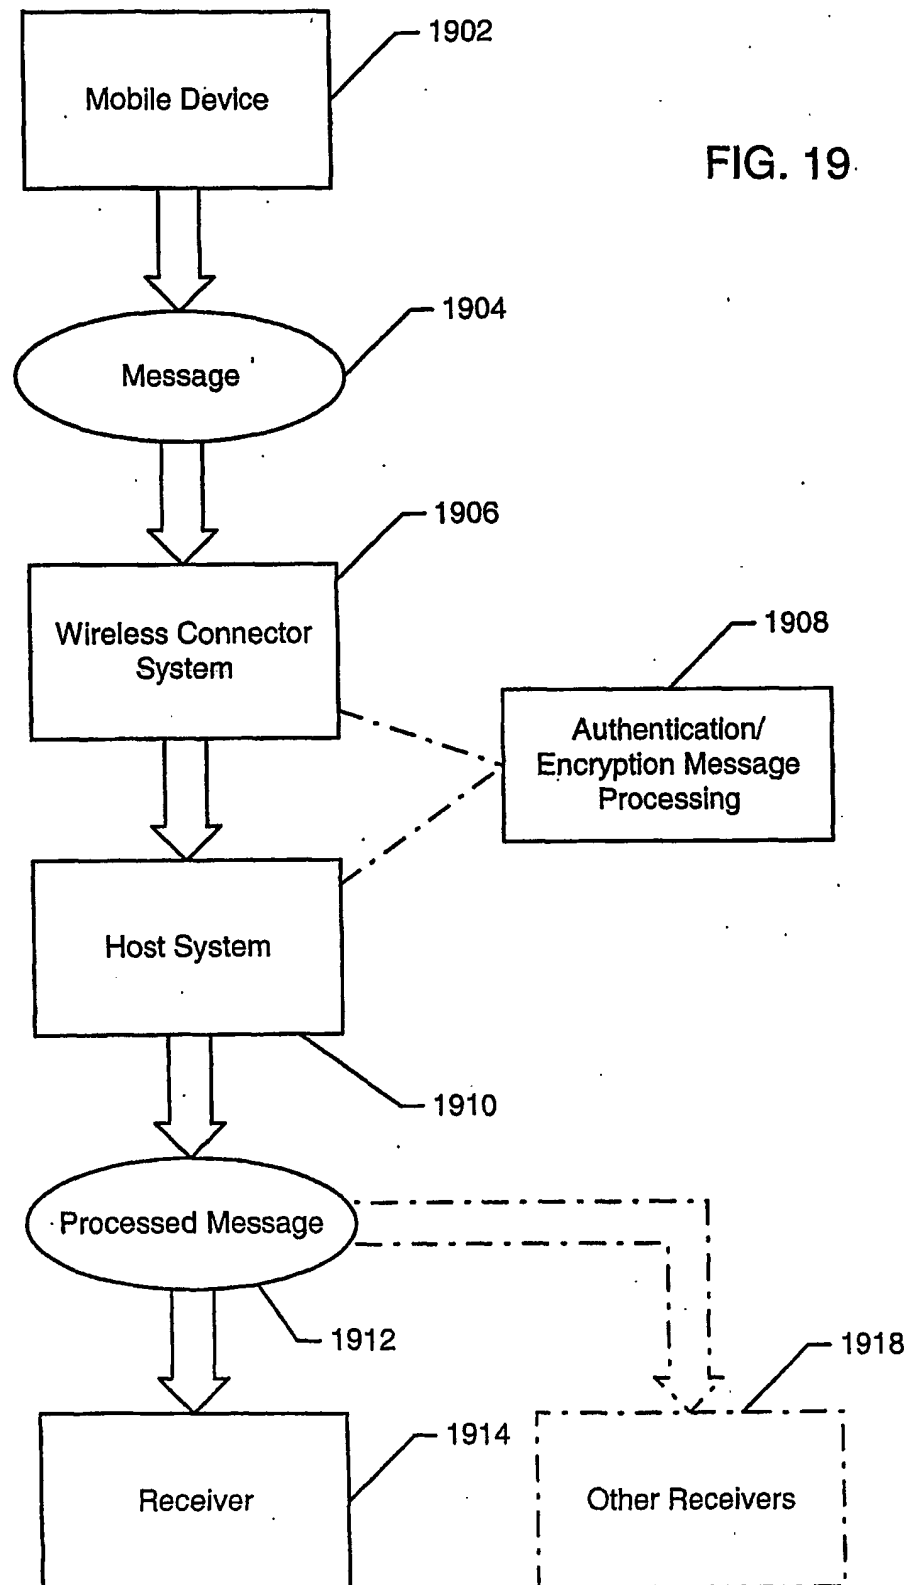 1902
Mobile Device
FIG. 19
1904
Message
1906
Wireless Connector
System
1908
Authentication/
Encryption Message
Processing
Host System
1910
Processed Message
1912
1918
1914
Receiver
Other Receivers